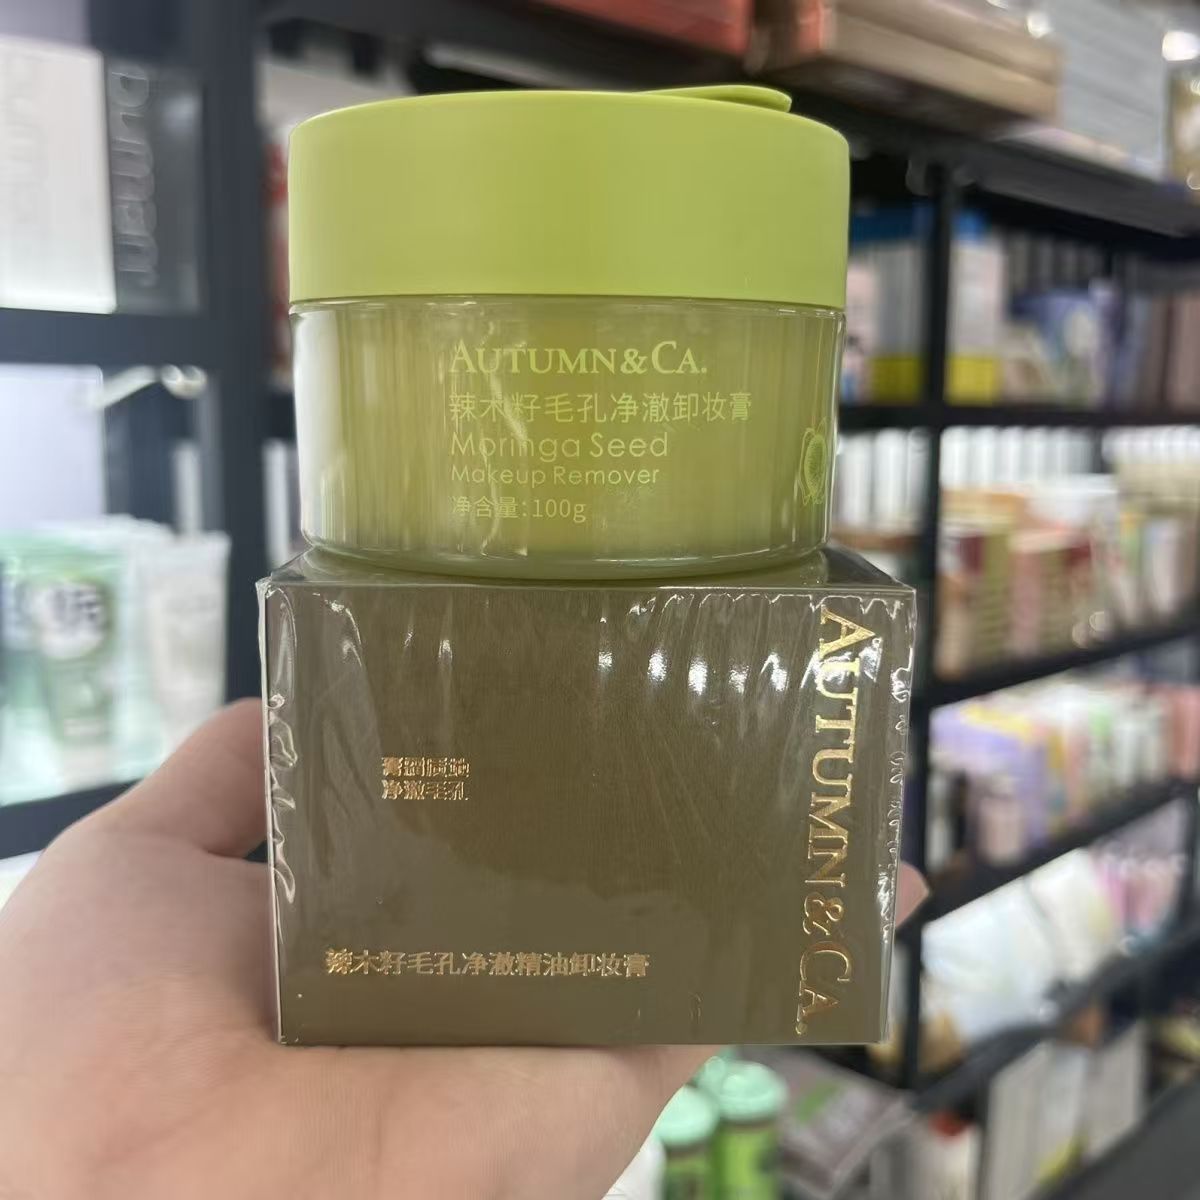 AUTUMN&CA.
辣木籽毛孔净澈卸妆膏
Moringa Seed
Makeup Remover
净含量:100g
净澈毛孔
辣木籽毛孔净澈精油卸妆膏
AUTUMN&CA.